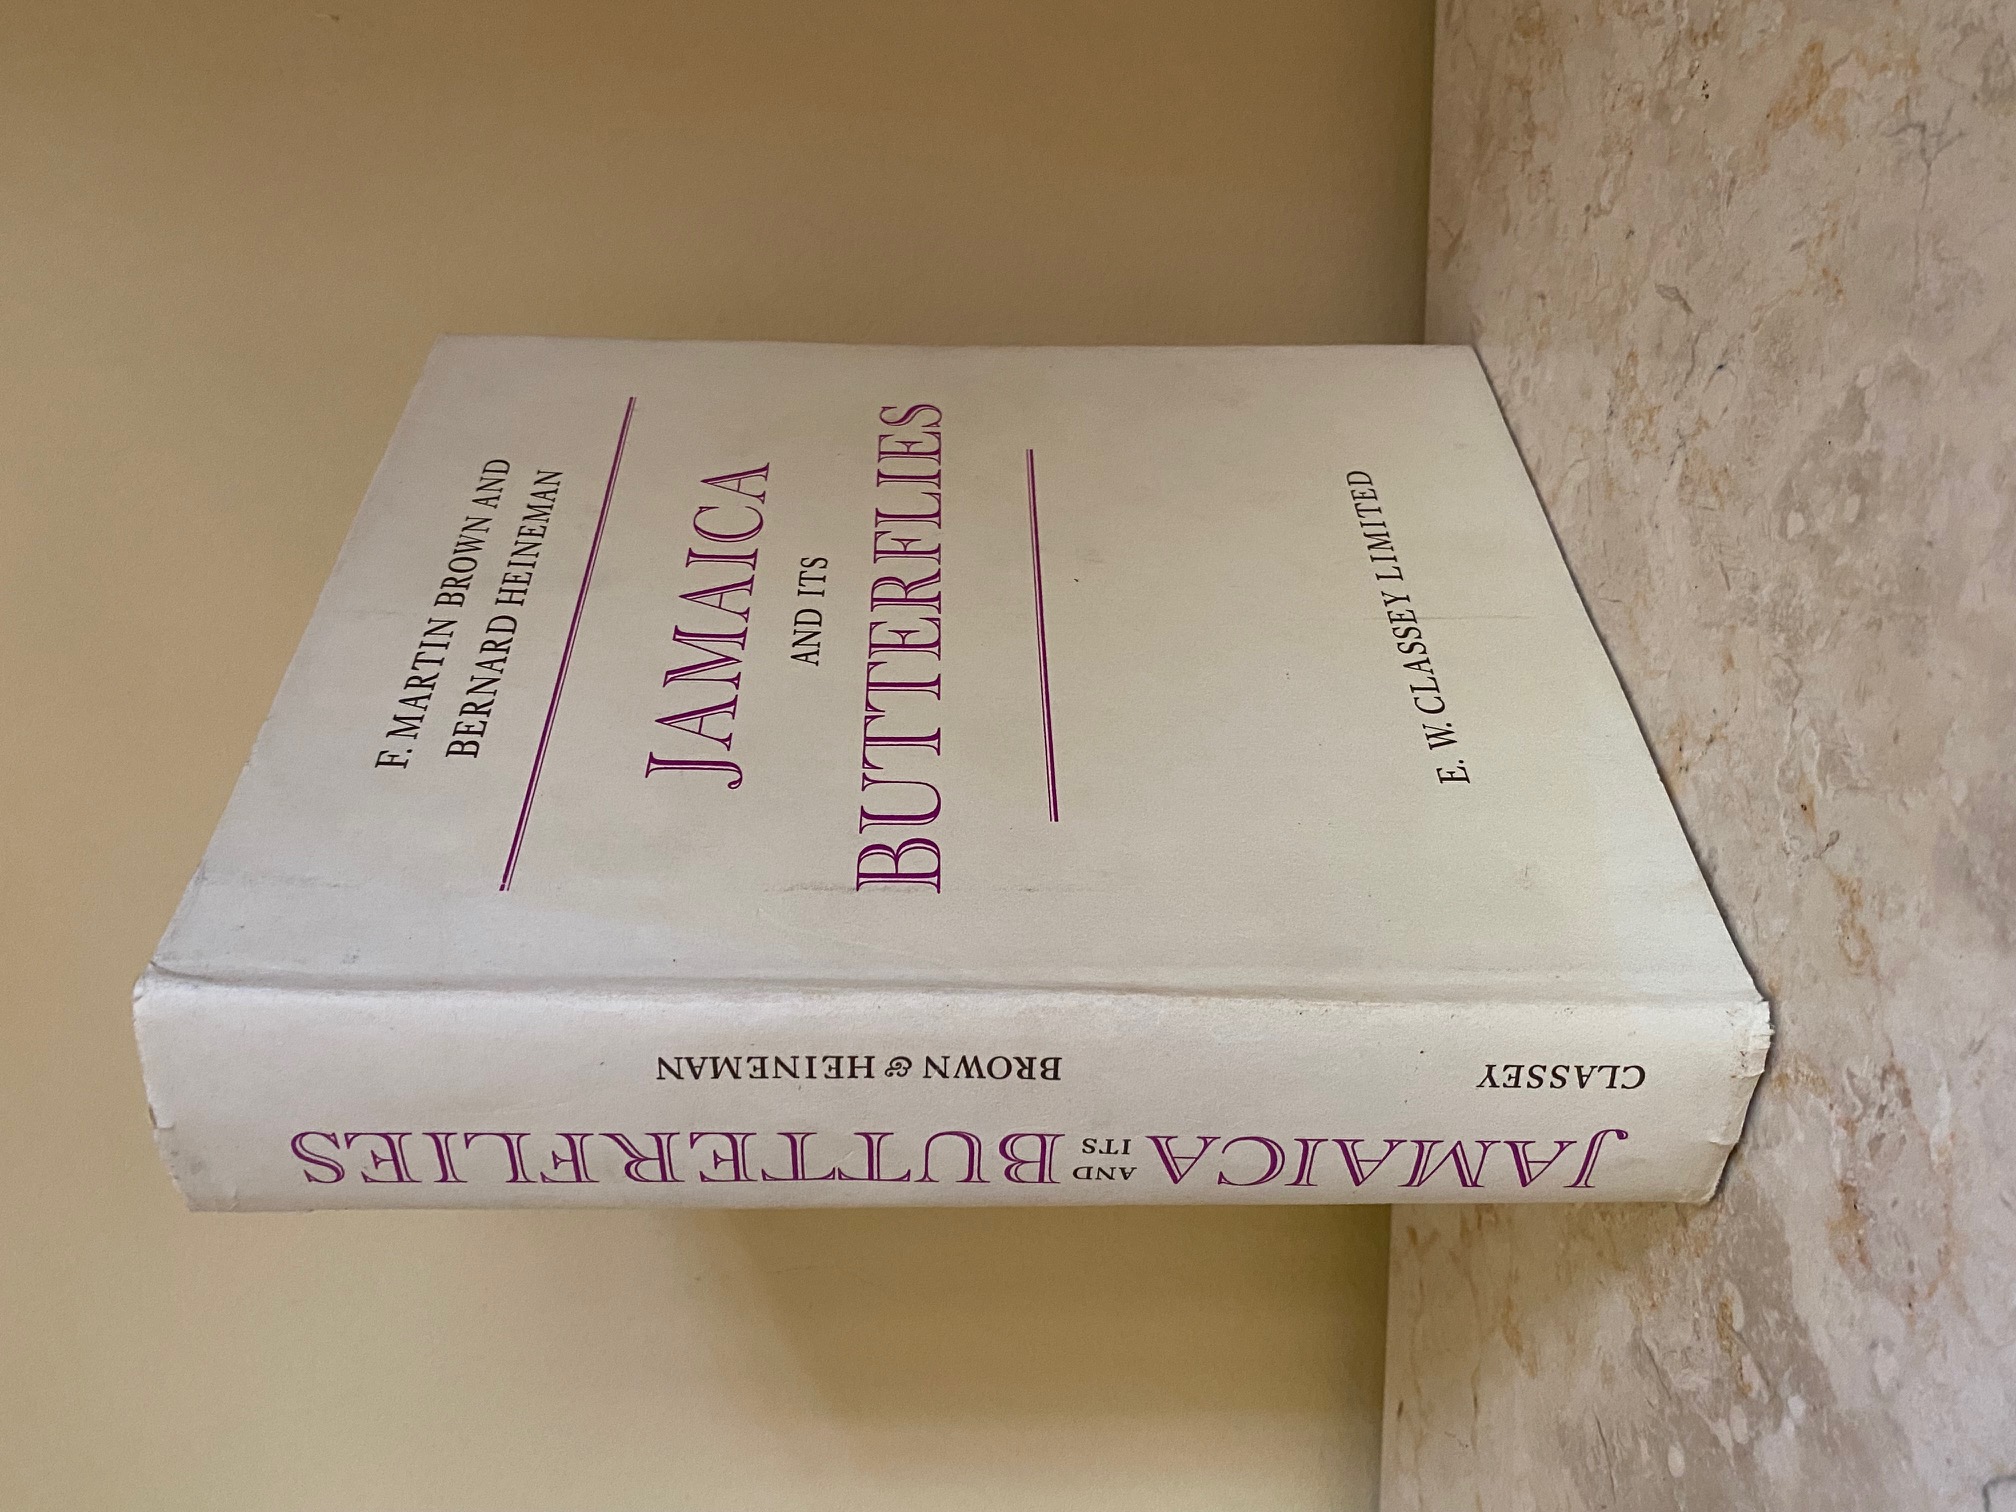 F. MARTIN BROWN AND
BERNARD HEINEMAN
JAMAICA
AND ITS
BUTTERFLIES
E. W. CLASSEY LIMITED
JAMAICA AND ITS BUTTERFLIES
BROWN & HEINEMAN
CLASSEY